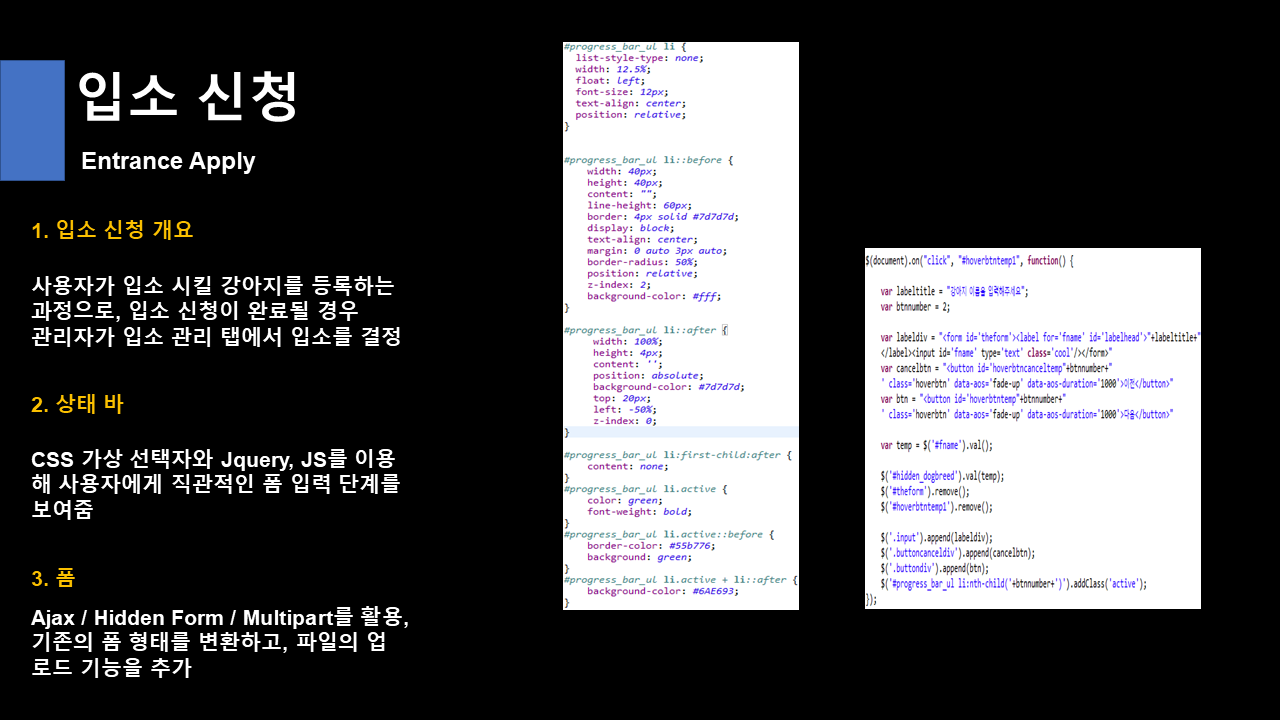 입소 신청
Entrance Apply
1. 입소 신청 개요
사용자가 입소 시킬 강아지를 등록하는
과정으로, 입소 신청이 완료될 경우
관리자가 입소 관리 탭에서 입소를 결정
2. 상태 바
CSS 가상 선택자와 Jquery, JS를 이용
해 사용자에게 직관적인 폼 입력 단계를
보여줌
3. 폼
Ajax / Hidden Form / Multipart를 활용,
기존의 폼 형태를 변환하고, 파일의 업
로드 기능을 추가
#progress_bar_ul li {
list-style-type: none;
width: 12.5%;
float: left;
font-size: 12px;
text-align: center;
position: relative;
}
#progress_bar_ul li::before {
width: 40px;
height: 40px;
content: "";
line-height: 60px;
border: 4px solid #7d7d7d;
display: block;
text-align: center;
margin: 0 auto 3px auto;
border-radius: 50%;
position: relative;
z-index: 2;
background-color: #fff;
}
#progress_bar_ul li::after {
width: 100%;
height: 4px;
content: '';
position: absolute;
background-color: #7d7d7d;
top: 20px;
left: -50%;
z-index: 0;
}
#progress_bar_ul li:first-child:after {
content: none;
}
#progress_bar_ul li.active {
color: green;
font-weight: bold;
}
#progress_bar_ul li.active::before {
border-color: #55b776;
background: green;
}
#progress_bar_ul li.active + li::after {
background-color: #6AE693;
}
$(document).on("click", "#hoverbtntemp1", function() {
var labeltitle = "강아지 이름을 입력해주세요";
var btnnumber = 2;
var labeldiv = "<form id='theform'><label for='fname' id='labelhead'>"+labeltitle+"
</label><input id='fname' type='text' class='cool'/></form>"
var cancelbtn = "<button id='hoverbtncanceltemp"+btnnumber+"
' class='hoverbtn' data-aos='fade-up' data-aos-duration='1000'>이전</button>"
var btn = "<button id='hoverbtntemp"+btnnumber+"
' class='hoverbtn' data-aos='fade-up' data-aos-duration='1000'>다음</button>"
var temp = $('#fname').val();
$('#hidden_dogbreed').val(temp);
$('#theform').remove();
$('#hoverbtntemp1').remove();
$('.input').append(labeldiv);
$('.buttoncanceldiv').append(cancelbtn);
$('.buttondiv').append(btn);
$('#progress_bar_ul li:nth-child('+btnnumber+')').addClass('active');
});